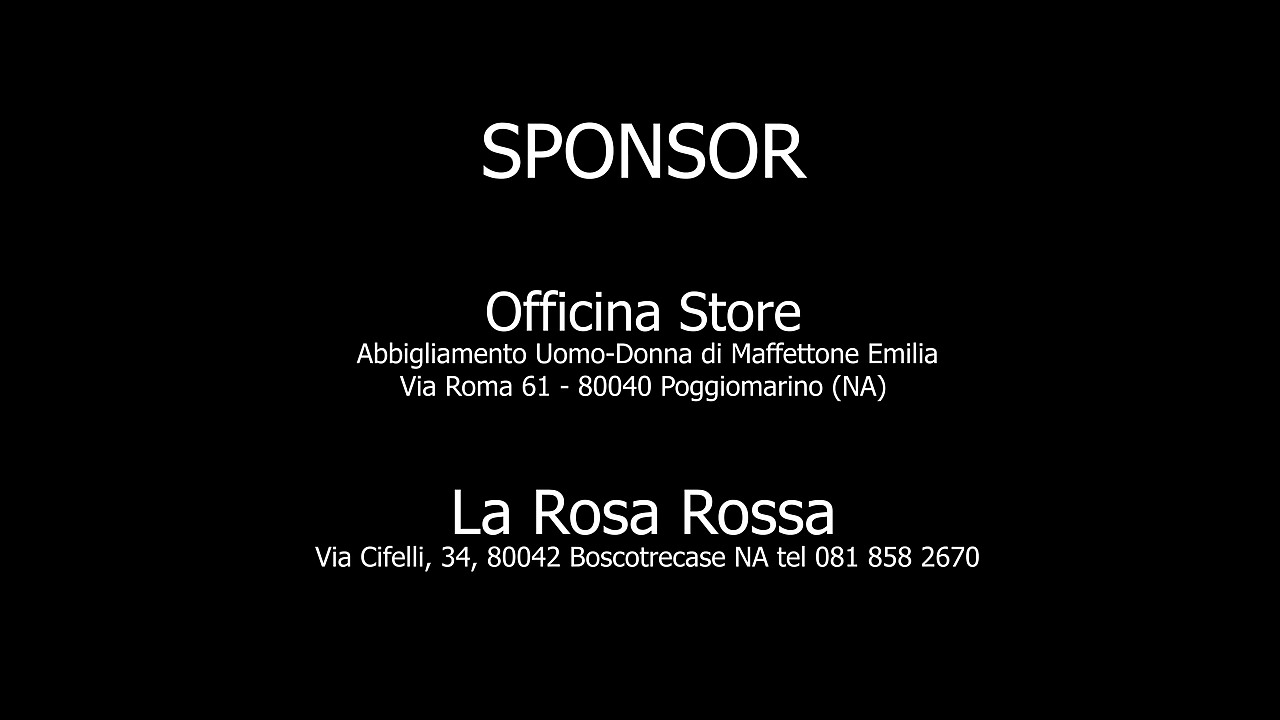 SPONSOR
Officina Store
Abbigliamento Uomo-Donna di Maffettone Emilia
Via Roma 61 - 80040 Poggiomarino (NA)
La Rosa Rossa
Via Cifelli, 34, 80042 Boscotrecase NA tel 081 858 2670